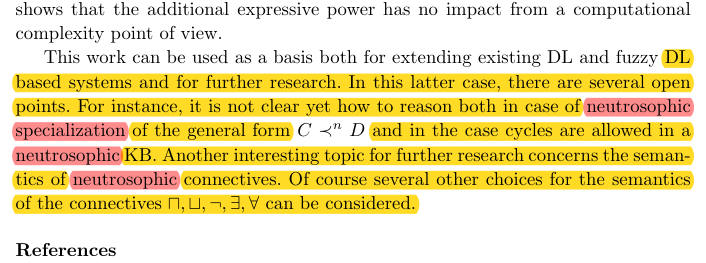 shows that the additional expressive power has no impact from a computational
complexity point of view.
This work can be used as a basis both for extending existing DL and fuzzy DL
based systems and for further research. In this latter case, there are several open
points. For instance, it is not clear yet how to reason both in case of neutrosophic
specialization of the general form C ≺ⁿ D and in the case cycles are allowed in a
neutrosophic KB. Another interesting topic for further research concerns the seman-
tics of neutrosophic connectives. Of course several other choices for the semantics
of the connectives ⊓, ⊔, ¬, ∃, ∀ can be considered.
References